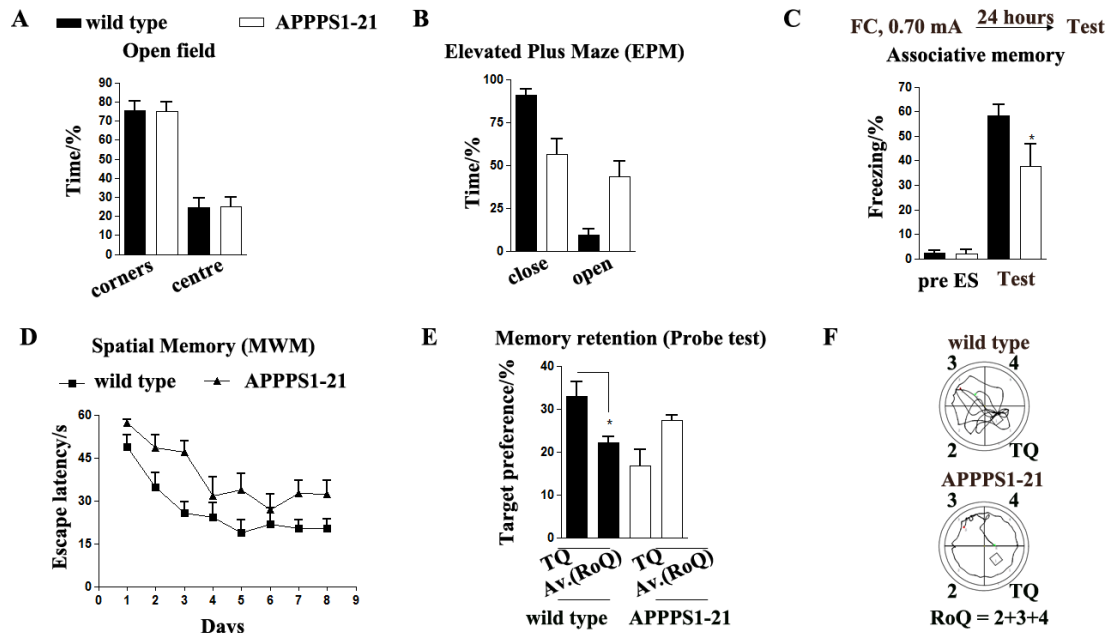 A
wild type
APPPS1-21
Open field
Time/%
90
80
70
60
50
40
30
20
10
0
corners
centre
B
Elevated Plus Maze (EPM)
Time/%
100
75
50
25
0
close
open
C
FC, 0.70 mA
24 hours
Test
Associative memory
Freezing/%
70
60
50
40
30
20
10
0
*
pre ES
Test
D
Spatial Memory (MWM)
wild type
APPPS1-21
Escape latency/s
60
45
30
15
0
0 1 2 3 4 5 6 7 8 9
Days
E
Memory retention (Probe test)
Target preference/%
40
30
20
10
0
*
TQ
Av.(RoQ)
TQ
Av.(RoQ)
wild type
APPPS1-21
F
wild type
3
4
2
TQ
APPPS1-21
3
4
2
TQ
RoQ = 2+3+4